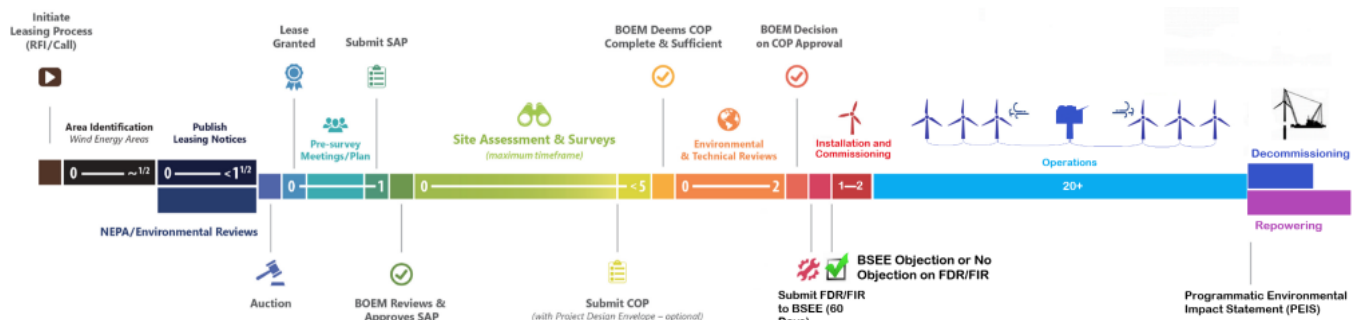 Initiate
Leasing Process
(RFI/Call)
Lease
Granted
Submit SAP
BOEM Deems COP
Complete & Sufficient
BOEM Decision
on COP Approval
Area Identification
Wind Energy Areas
Publish
Leasing Notices
Pre-survey
Meetings/Plan
Site Assessment & Surveys
(maximum timeframe)
Environmental
& Technical Reviews
Installation and
Commissioning
Operations
Decommissioning
0 ~1/2
0 <1 1/2
0 1
0 <5
0 2
1—2
20+
NEPA/Environmental Reviews
Repowering
Auction
BOEM Reviews &
Approves SAP
Submit COP
(with Project Design Envelope – optional)
BSEE Objection or No
Objection on FDR/FIR
Submit FDR/FIR
to BSEE (60
Days)
Programmatic Environmental
Impact Statement (PEIS)